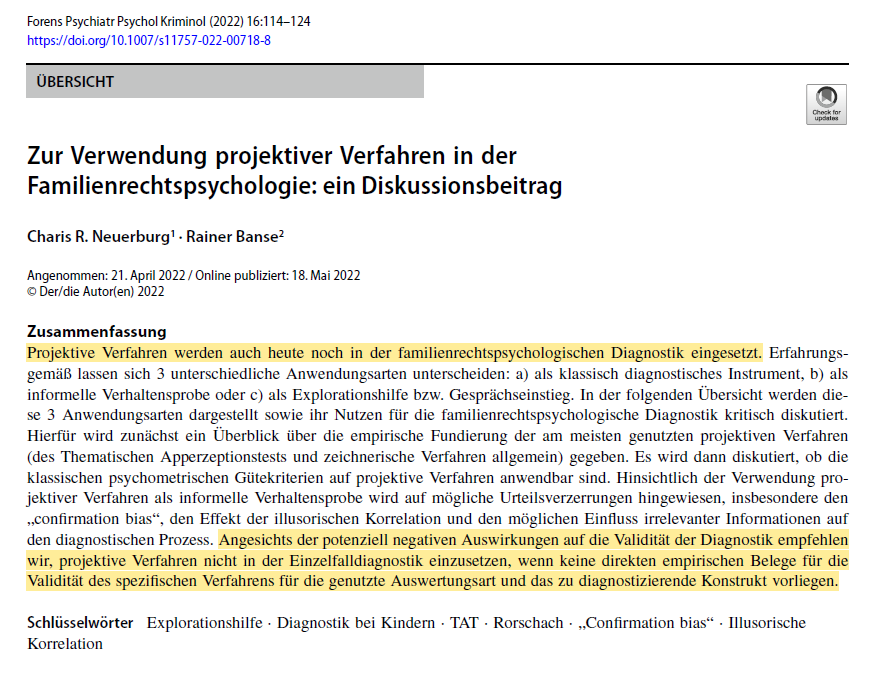 Forens Psychiatr Psychol Kriminol (2022) 16:114–124
https://doi.org/10.1007/s11757-022-00718-8
ÜBERSICHT
Check for
updates
Zur Verwendung projektiver Verfahren in der
Familienrechtspsychologie: ein Diskussionsbeitrag
Charis R. Neuerburg¹ · Rainer Banse²
Angenommen: 21. April 2022 / Online publiziert: 18. Mai 2022
© Der/die Autor(en) 2022
Zusammenfassung
Projektive Verfahren werden auch heute noch in der familienrechtspsychologischen Diagnostik eingesetzt. Erfahrungs-
gemäß lassen sich 3 unterschiedliche Anwendungsarten unterscheiden: a) als klassisch diagnostisches Instrument, b) als
informelle Verhaltensprobe oder c) als Explorationshilfe bzw. Gesprächseinstieg. In der folgenden Übersicht werden die-
se 3 Anwendungsarten dargestellt sowie ihr Nutzen für die familienrechtspsychologische Diagnostik kritisch diskutiert.
Hierfür wird zunächst ein Überblick über die empirische Fundierung der am meisten genutzten projektiven Verfahren
(des Thematischen Apperzeptionstests und zeichnerische Verfahren allgemein) gegeben. Es wird dann diskutiert, ob die
klassischen psychometrischen Gütekriterien auf projektive Verfahren anwendbar sind. Hinsichtlich der Verwendung pro-
jektiver Verfahren als informelle Verhaltensprobe wird auf mögliche Urteilsverzerrungen hingewiesen, insbesondere den
„confirmation bias“, den Effekt der illusorischen Korrelation und den möglichen Einfluss irrelevanter Informationen auf
den diagnostischen Prozess. Angesichts der potenziell negativen Auswirkungen auf die Validität der Diagnostik empfehlen
wir, projektive Verfahren nicht in der Einzelfalldiagnostik einzusetzen, wenn keine direkten empirischen Belege für die
Validität des spezifischen Verfahrens für die genutzte Auswertungsart und das zu diagnostizierende Konstrukt vorliegen.
Schlüsselwörter Explorationshilfe · Diagnostik bei Kindern · TAT · Rorschach · „Confirmation bias“ · Illusorische
Korrelation